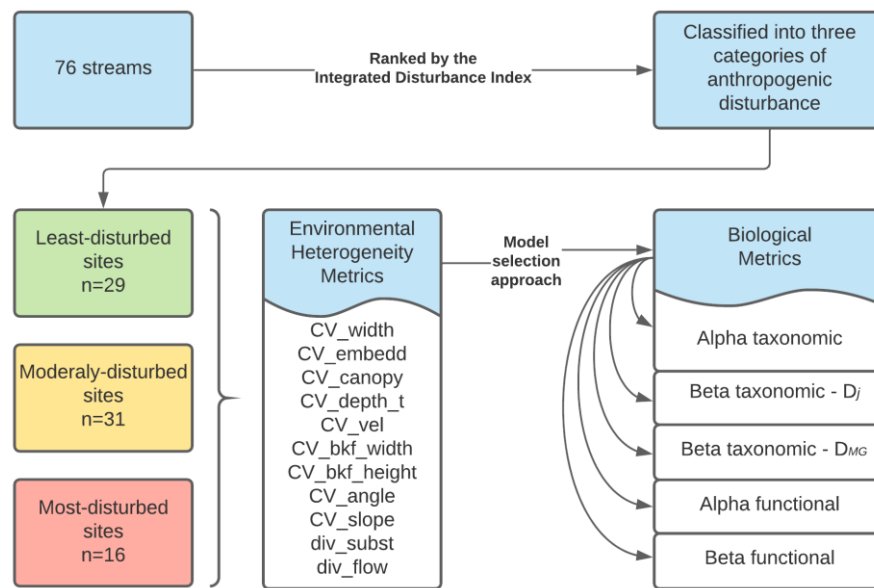 76 streams
Ranked by the
Integrated Disturbance Index
Classified into three
categories of
anthropogenic
disturbance
Least-disturbed
sites
n=29
Moderaly-disturbed
sites
n=31
Most-disturbed
sites
n=16
Environmental
Heterogeneity
Metrics
CV_width
CV_embedd
CV_canopy
CV_depth_t
CV_vel
CV_bkf_width
CV_bkf_height
CV_angle
CV_slope
div_subst
div_flow
Model
selection
approach
Biological
Metrics
Alpha taxonomic
Beta taxonomic - Dj
Beta taxonomic - DMG
Alpha functional
Beta functional